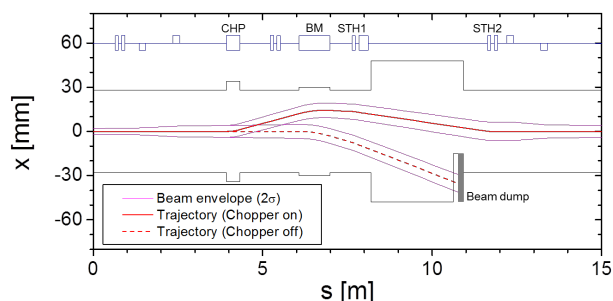 CHP BM STH1 STH2
60
30
0
-30
-60
x [mm]
Beam envelope (2σ)
Trajectory (Chopper on)
Trajectory (Chopper off)
Beam dump
0 5 10 15
s [m]